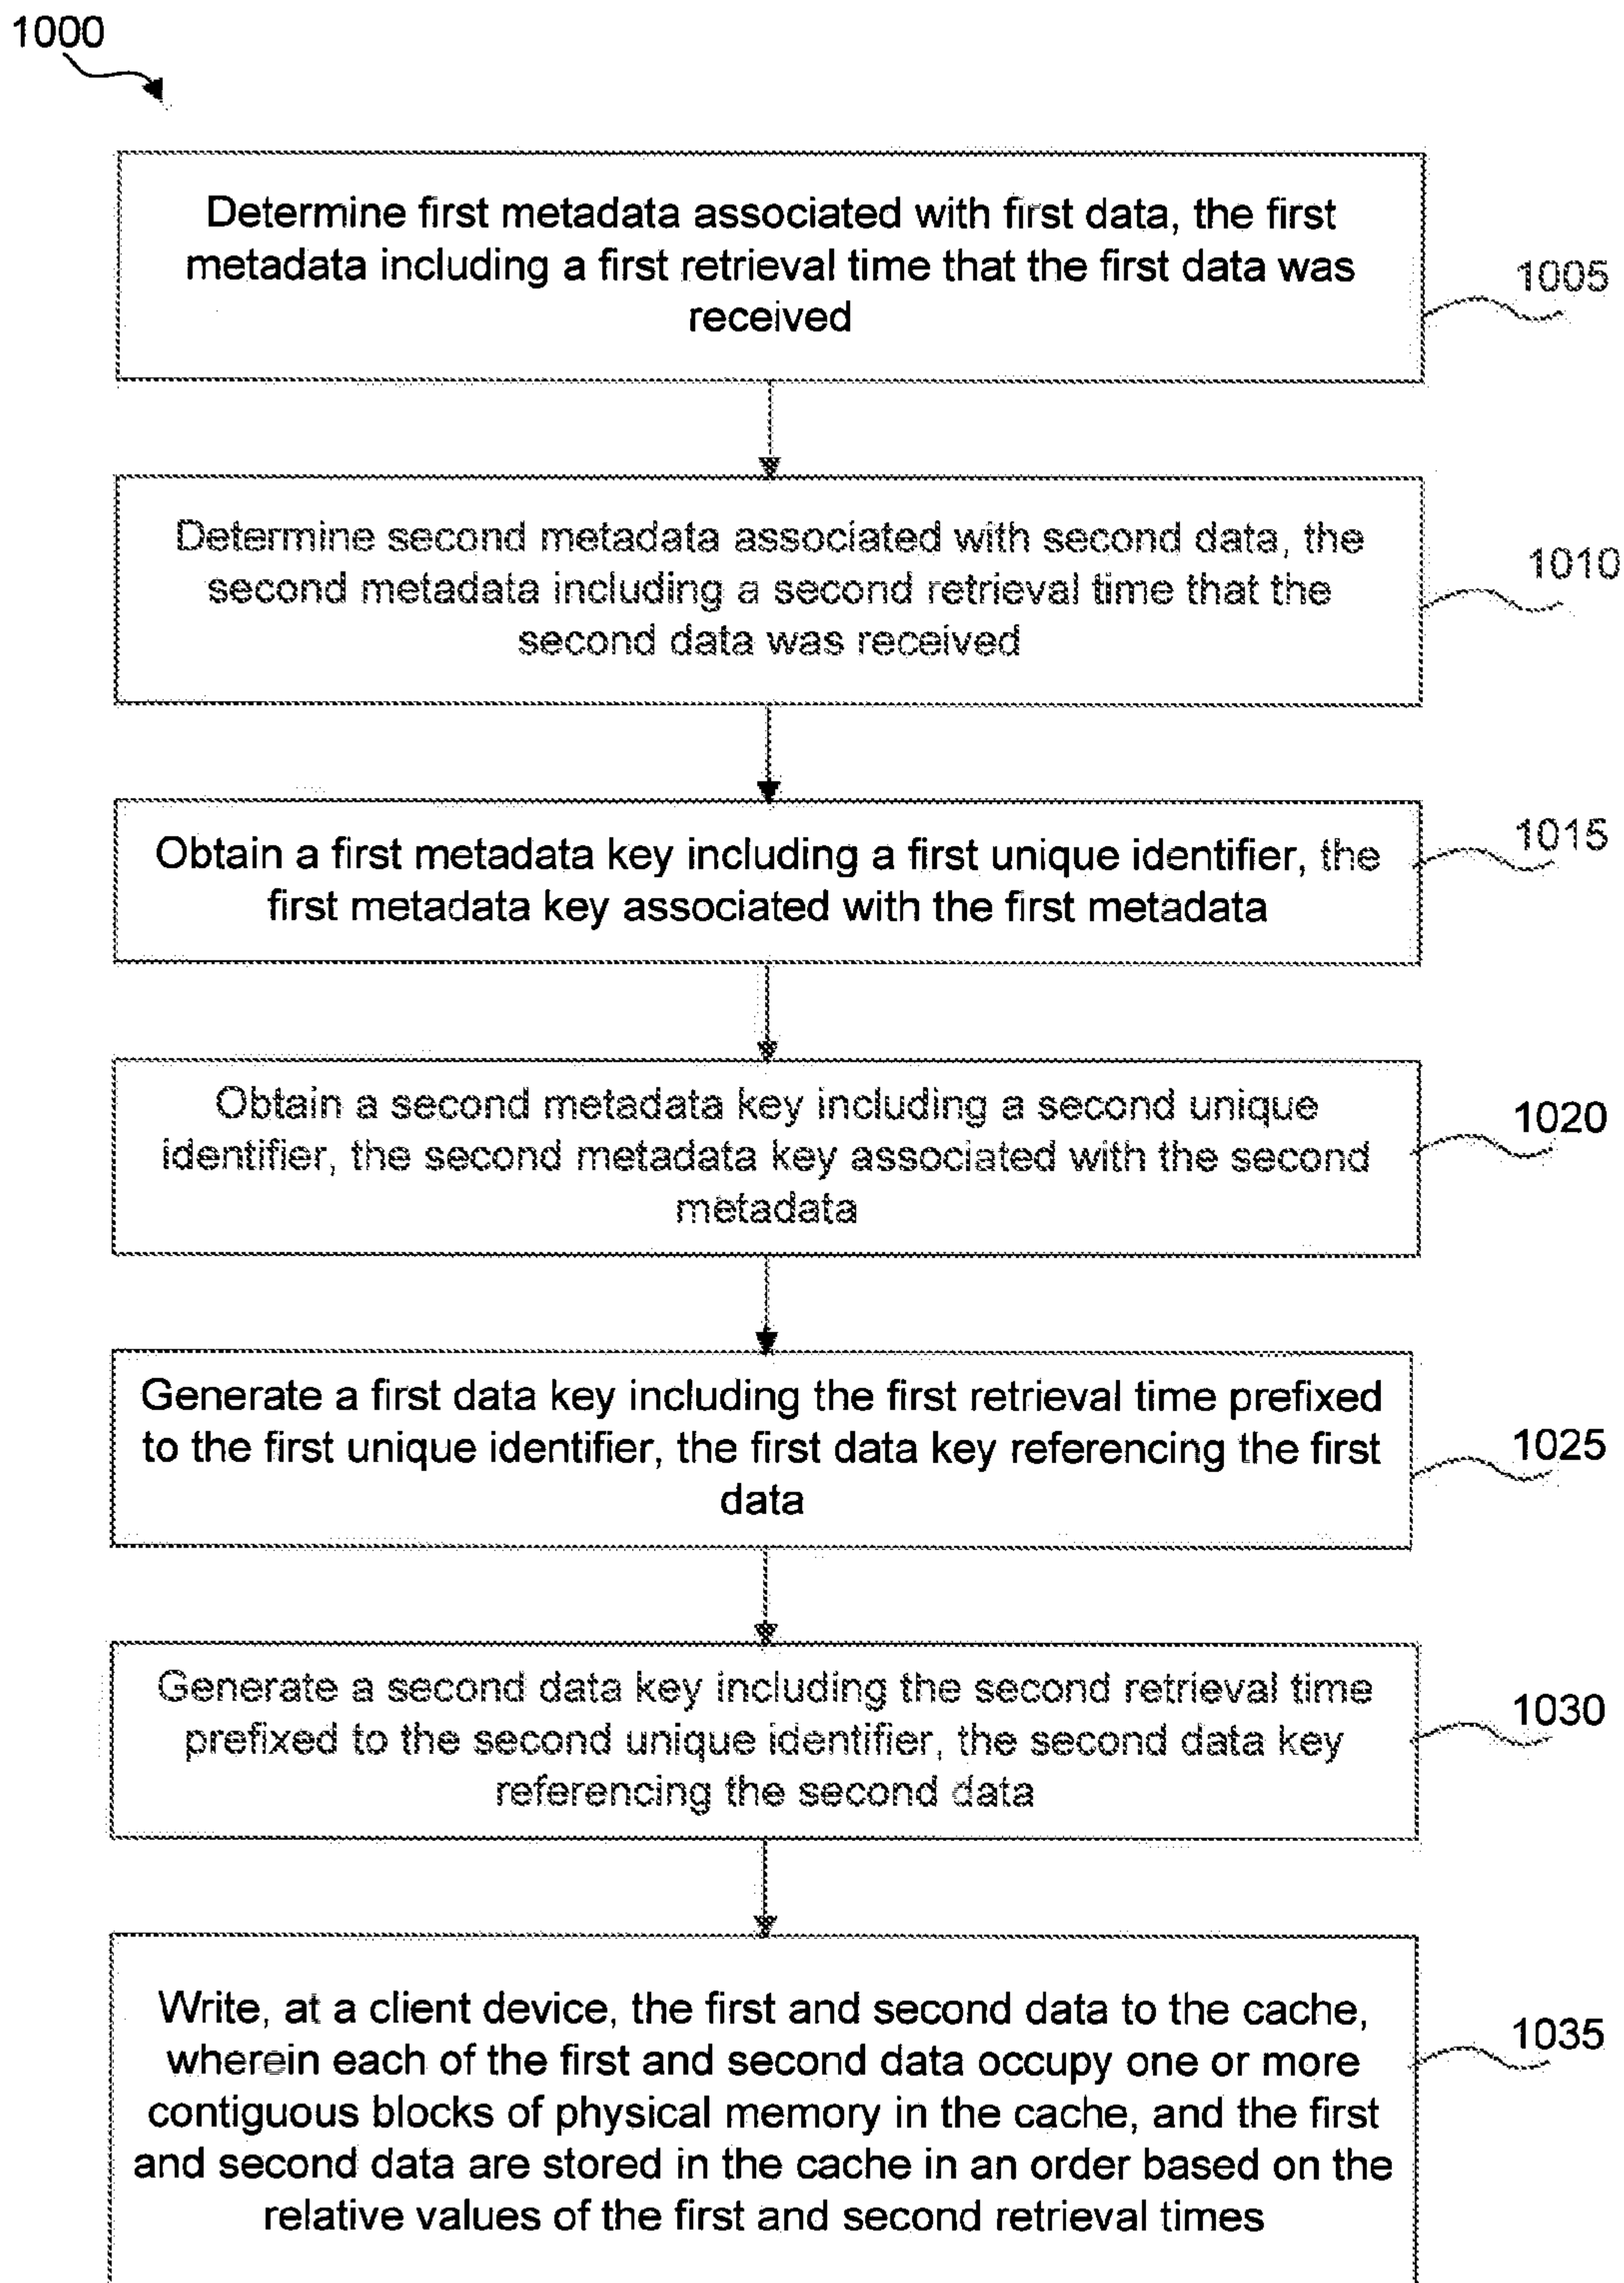 1000
Determine first metadata associated with first data, the first
metadata including a first retrieval time that the first data was
received
1005
Determine second metadata associated with second data, the
second metadata including a second retrieval time that the
second data was received
1010
Obtain a first metadata key including a first unique identifier, the
first metadata key associated with the first metadata
1015
Obtain a second metadata key including a second unique
identifier, the second metadata key associated with the second
metadata
1020
Generate a first data key including the first retrieval time prefixed
to the first unique identifier, the first data key referencing the first
data
1025
Generate a second data key including the second retrieval time
prefixed to the second unique identifier, the second data key
referencing the second data
1030
Write, at a client device, the first and second data to the cache,
wherein each of the first and second data occupy one or more
contiguous blocks of physical memory in the cache, and the first
and second data are stored in the cache in an order based on the
relative values of the first and second retrieval times
1035